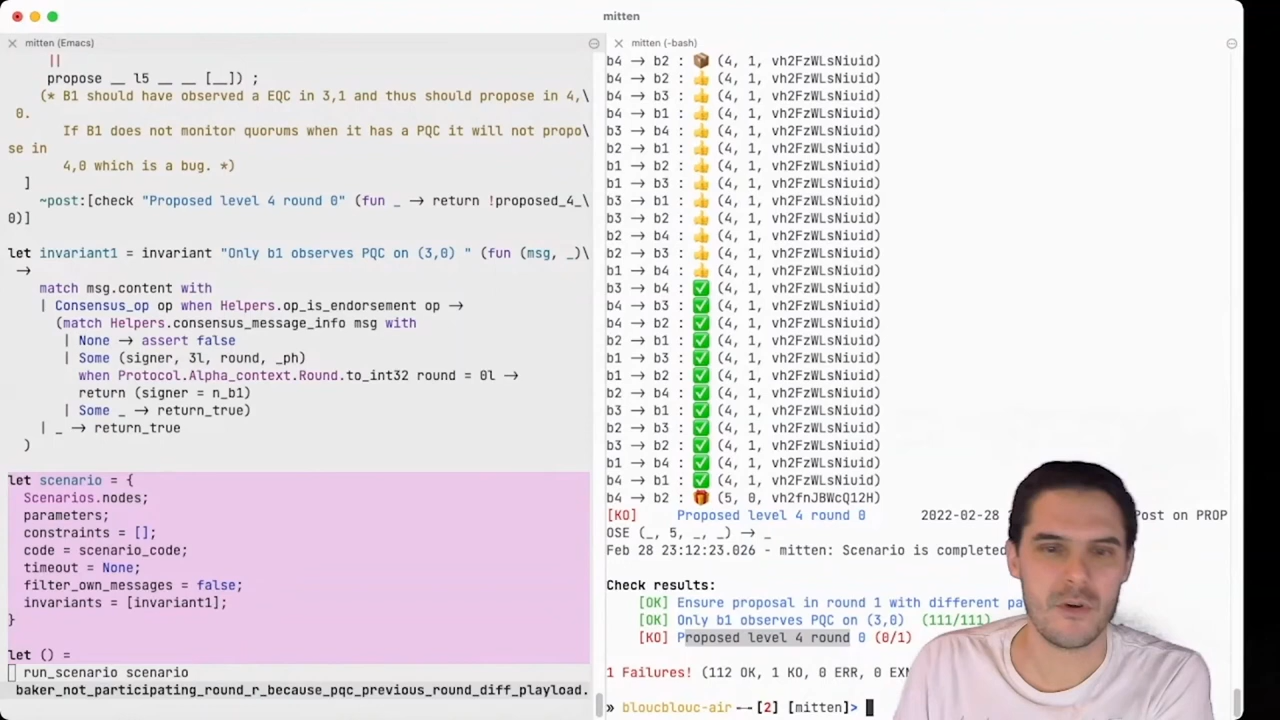 mitten
mitten (Emacs)
||
propose __ l5 __ __ [__]) ;
(* B1 should have observed a EQC in 3,1 and thus should propose in 4,\
0.
If B1 does not monitor quorums when it has a PQC it will not propo\
se in
4,0 which is a bug. *)
]
~post:[check "Proposed level 4 round 0" (fun _ → return !proposed_4_\
0)]
let invariant1 = invariant "Only b1 observes PQC on (3,0) " (fun (msg, _)\
→
match msg.content with
| Consensus_op op when Helpers.op_is_endorsement op →
(match Helpers.consensus_message_info msg with
| None → assert false
| Some (signer, 3l, round, _ph)
when Protocol.Alpha_context.Round.to_int32 round = 0l →
return (signer = n_b1)
| Some _ → return_true)
| _ → return_true
)
let scenario = {
Scenarios.nodes;
parameters;
constraints = [];
code = scenario_code;
timeout = None;
filter_own_messages = false;
invariants = [invariant1];
}
let () =
run_scenario scenario
baker_not_participating_round_r_because_pqc_previous_round_diff_playload.
mitten (-bash)
b4 → b2 : 📦 (4, 1, vh2FzWLsNiuid)
b4 → b2 : 👍 (4, 1, vh2FzWLsNiuid)
b4 → b3 : 👍 (4, 1, vh2FzWLsNiuid)
b4 → b1 : 👍 (4, 1, vh2FzWLsNiuid)
b3 → b4 : 👍 (4, 1, vh2FzWLsNiuid)
b2 → b1 : 👍 (4, 1, vh2FzWLsNiuid)
b1 → b2 : 👍 (4, 1, vh2FzWLsNiuid)
b1 → b3 : 👍 (4, 1, vh2FzWLsNiuid)
b3 → b1 : 👍 (4, 1, vh2FzWLsNiuid)
b3 → b2 : 👍 (4, 1, vh2FzWLsNiuid)
b2 → b4 : 👍 (4, 1, vh2FzWLsNiuid)
b2 → b3 : 👍 (4, 1, vh2FzWLsNiuid)
b1 → b4 : 👍 (4, 1, vh2FzWLsNiuid)
b3 → b4 : ✅ (4, 1, vh2FzWLsNiuid)
b4 → b3 : ✅ (4, 1, vh2FzWLsNiuid)
b4 → b2 : ✅ (4, 1, vh2FzWLsNiuid)
b2 → b1 : ✅ (4, 1, vh2FzWLsNiuid)
b1 → b3 : ✅ (4, 1, vh2FzWLsNiuid)
b1 → b2 : ✅ (4, 1, vh2FzWLsNiuid)
b2 → b4 : ✅ (4, 1, vh2FzWLsNiuid)
b3 → b1 : ✅ (4, 1, vh2FzWLsNiuid)
b2 → b3 : ✅ (4, 1, vh2FzWLsNiuid)
b3 → b2 : ✅ (4, 1, vh2FzWLsNiuid)
b1 → b4 : ✅ (4, 1, vh2FzWLsNiuid)
b4 → b1 : ✅ (4, 1, vh2FzWLsNiuid)
b4 → b2 : 🎁 (5, 0, vh2fnJBWcQ12H)
[KO] Proposed level 4 round 0 2022-02-28 Post on PROP
OSE (_, 5, _, _) → _
Feb 28 23:12:23.026 - mitten: Scenario is completed
Check results:
[OK] Ensure proposal in round 1 with different
[OK] Only b1 observes PQC on (3,0) (111/111)
[KO] Proposed level 4 round 0 (0/1)
1 Failures! (112 OK, 1 KO, 0 ERR, 0
» bloucblouc-air —-[2] [mitten]>